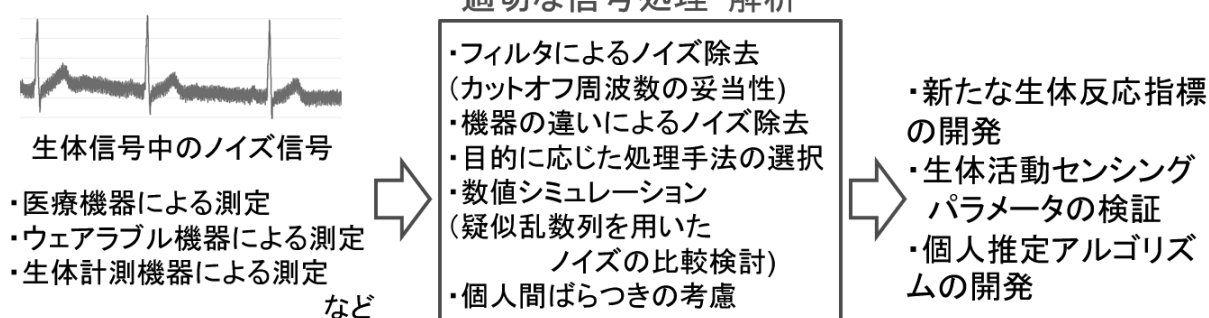 生体信号中のノイズ信号
・医療機器による測定
・ウェアラブル機器による測定
・生体計測機器による測定
など
適切な信号処理・解析
・フィルタによるノイズ除去
(カットオフ周波数の妥当性)
・機器の違いによるノイズ除去
・目的に応じた処理手法の選択
・数値シミュレーション
(疑似乱数列を用いた
ノイズの比較検討)
・個人間ばらつきの考慮
・新たな生体反応指標
の開発
・生体活動センシング
パラメータの検証
・個人推定アルゴリズ
ムの開発